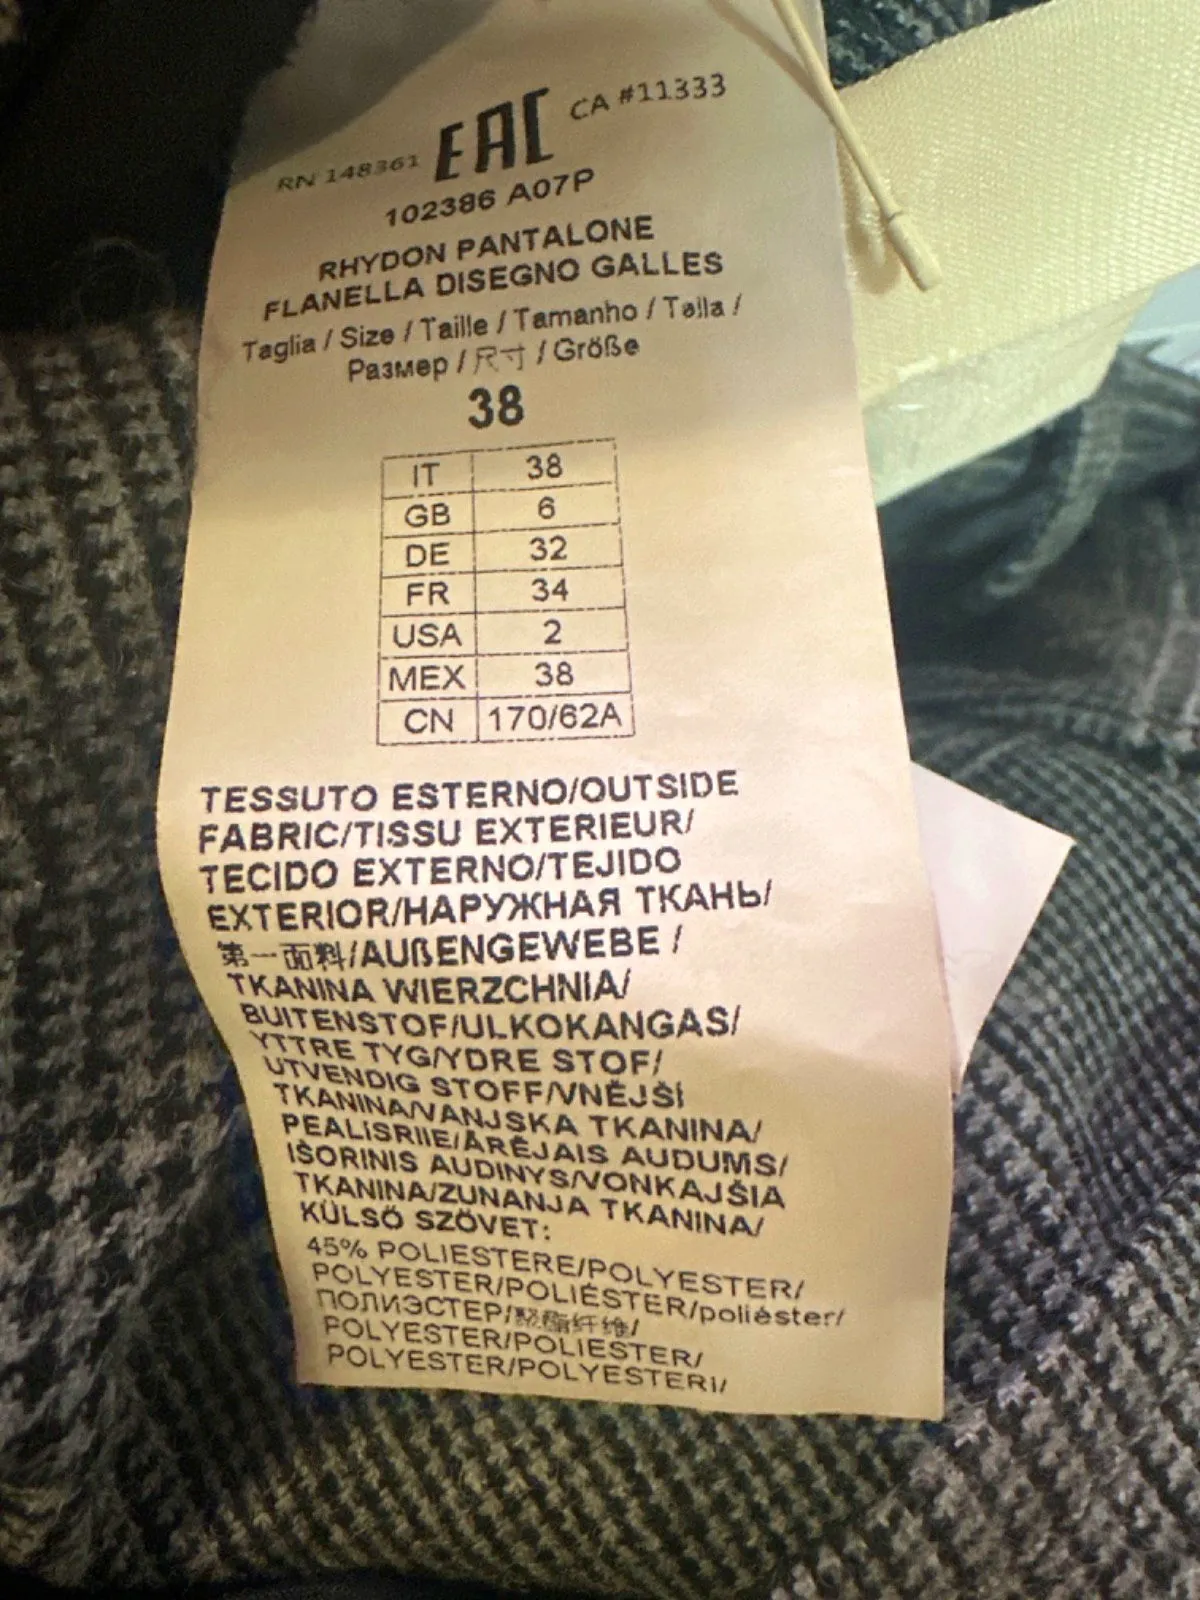 RN 148361 EAC CA #11333
102386 A07P
RHYDON PANTALONE
FLANELLA DISEGNO GALLES
Taglia / Size / Taille / Tamanho / Talla /
Размер / 尺寸 / Größe
38
IT 38
GB 6
DE 32
FR 34
USA 2
MEX 38
CN 170/62A
TESSUTO ESTERNO/OUTSIDE
FABRIC/TISSU EXTERIEUR/
TECIDO EXTERNO/TEJIDO
EXTERIOR/НАРУЖНАЯ ТКАНЬ/
第一面料/AUßENGEWEBE /
TKANINA WIERZCHNIA/
BUITENSTOF/ULKOKANGAS/
YTTRE TYG/YDRE STOF/
UTVENDIG STOFF/VNĚJŠÍ
TKANINA/VANJSKA TKANINA/
PEALISRIIE/ĀRĒJAIS AUDUMS/
IŠORINIS AUDINYS/VONKAJŠIA
TKANINA/ZUNANJA TKANINA/
KÜLSŐ SZÖVET:
45% POLIESTERE/POLYESTER/
POLYESTER/POLIÉSTER/poliéster/
ПОЛИЭСТЕР/聚酯纤维/
POLYESTER/POLIESTER/
POLYESTER/POLYESTERI/